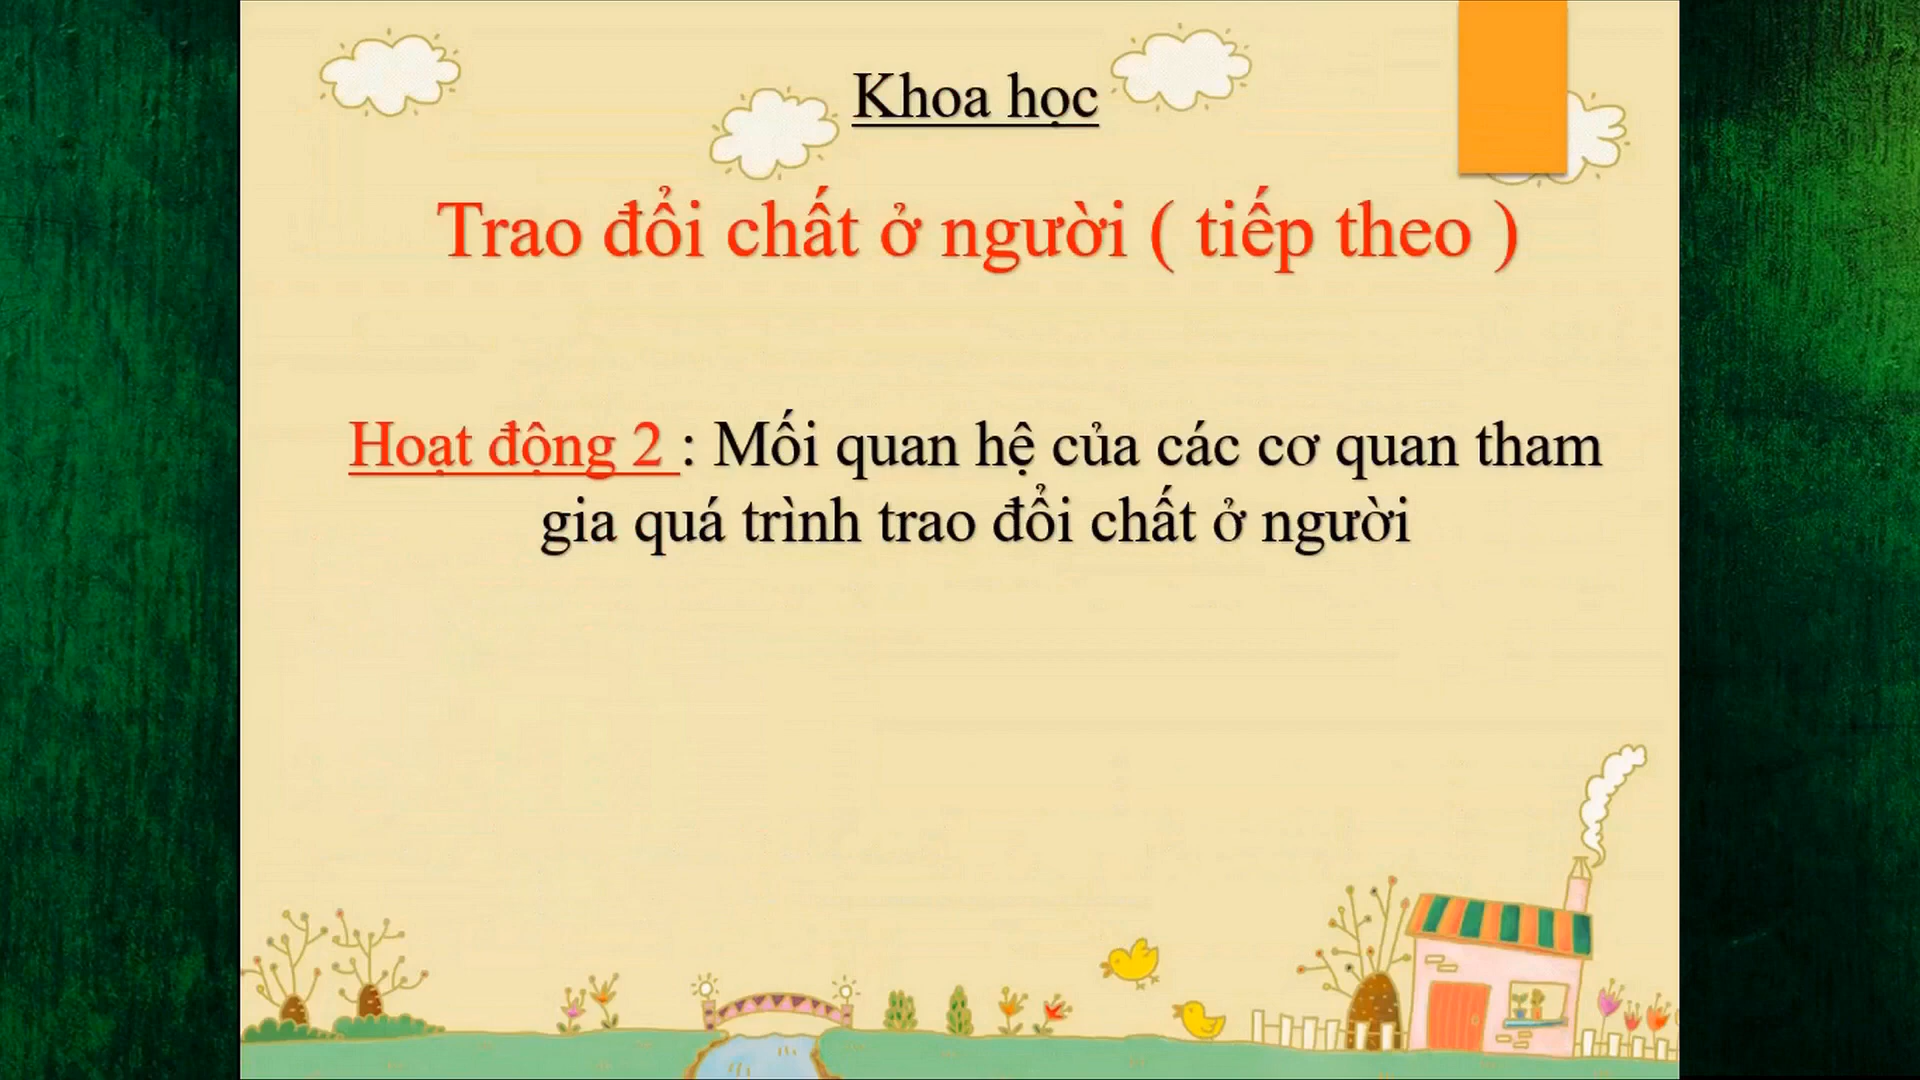 Khoa học
Trao đổi chất ở người ( tiếp theo )
Hoạt động 2 : Mối quan hệ của các cơ quan tham
gia quá trình trao đổi chất ở người